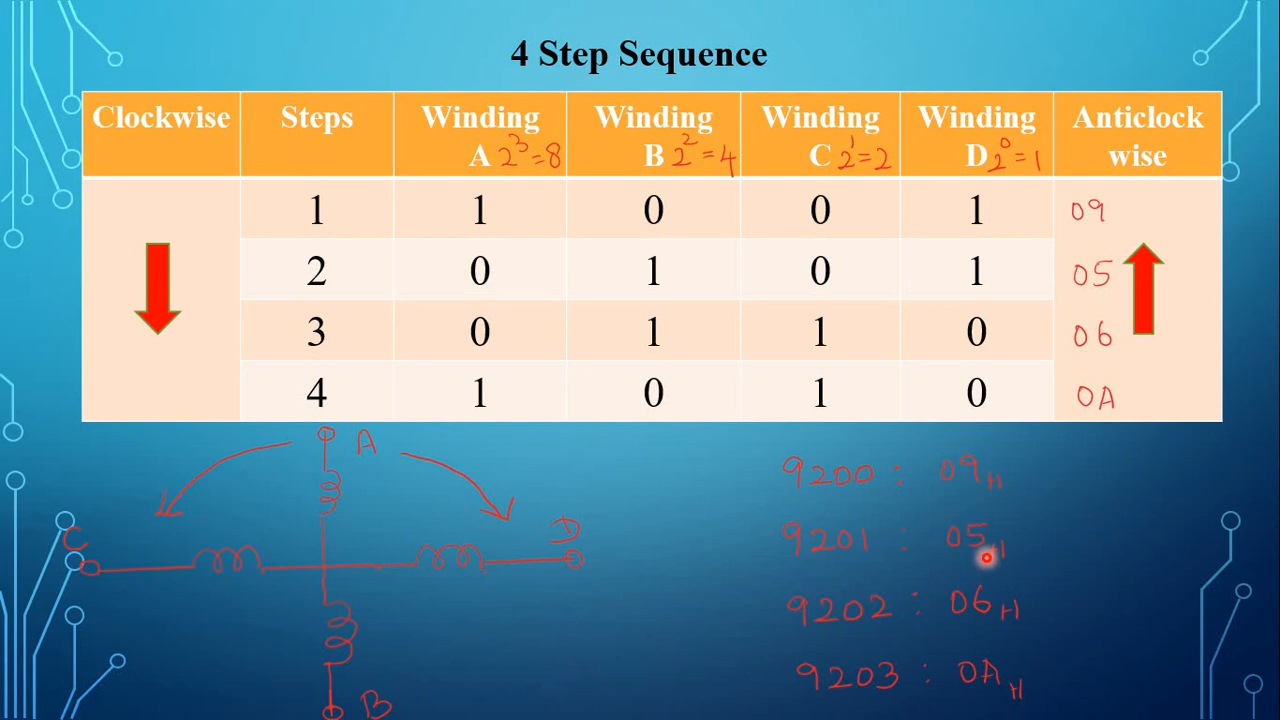 4 Step Sequence
Clockwise Steps Winding A 2³=8 Winding B 2²=4 Winding C 2¹=2 Winding D 2⁰=1 Anticlock wise
1 1 0 0 1 09
2 0 1 0 1 05
3 0 1 1 0 06
4 1 0 1 0 0A
A
C D
B
9200 : 09H
9201 : 05H
9202 : 06H
9203 : 0AH